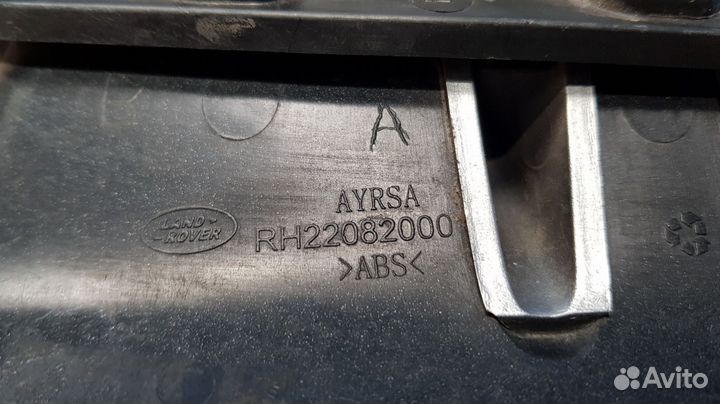 A
AYRSA
LAND-
-ROVER
RH22082000
>ABS<
Avito